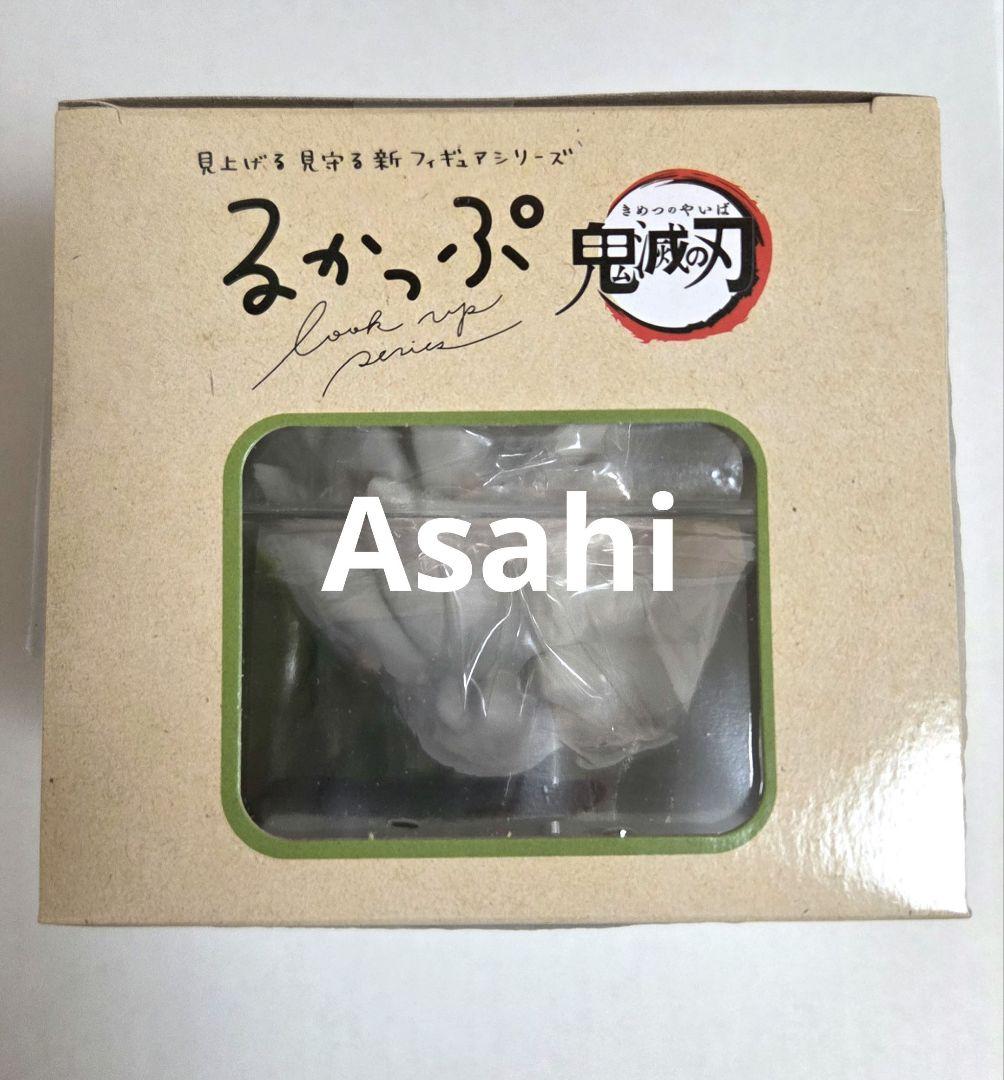 見上げる 見守る 新 フィギュアシリーズ
るかっぷ
look up
series
きめつのやいば
鬼滅の刃
Asahi